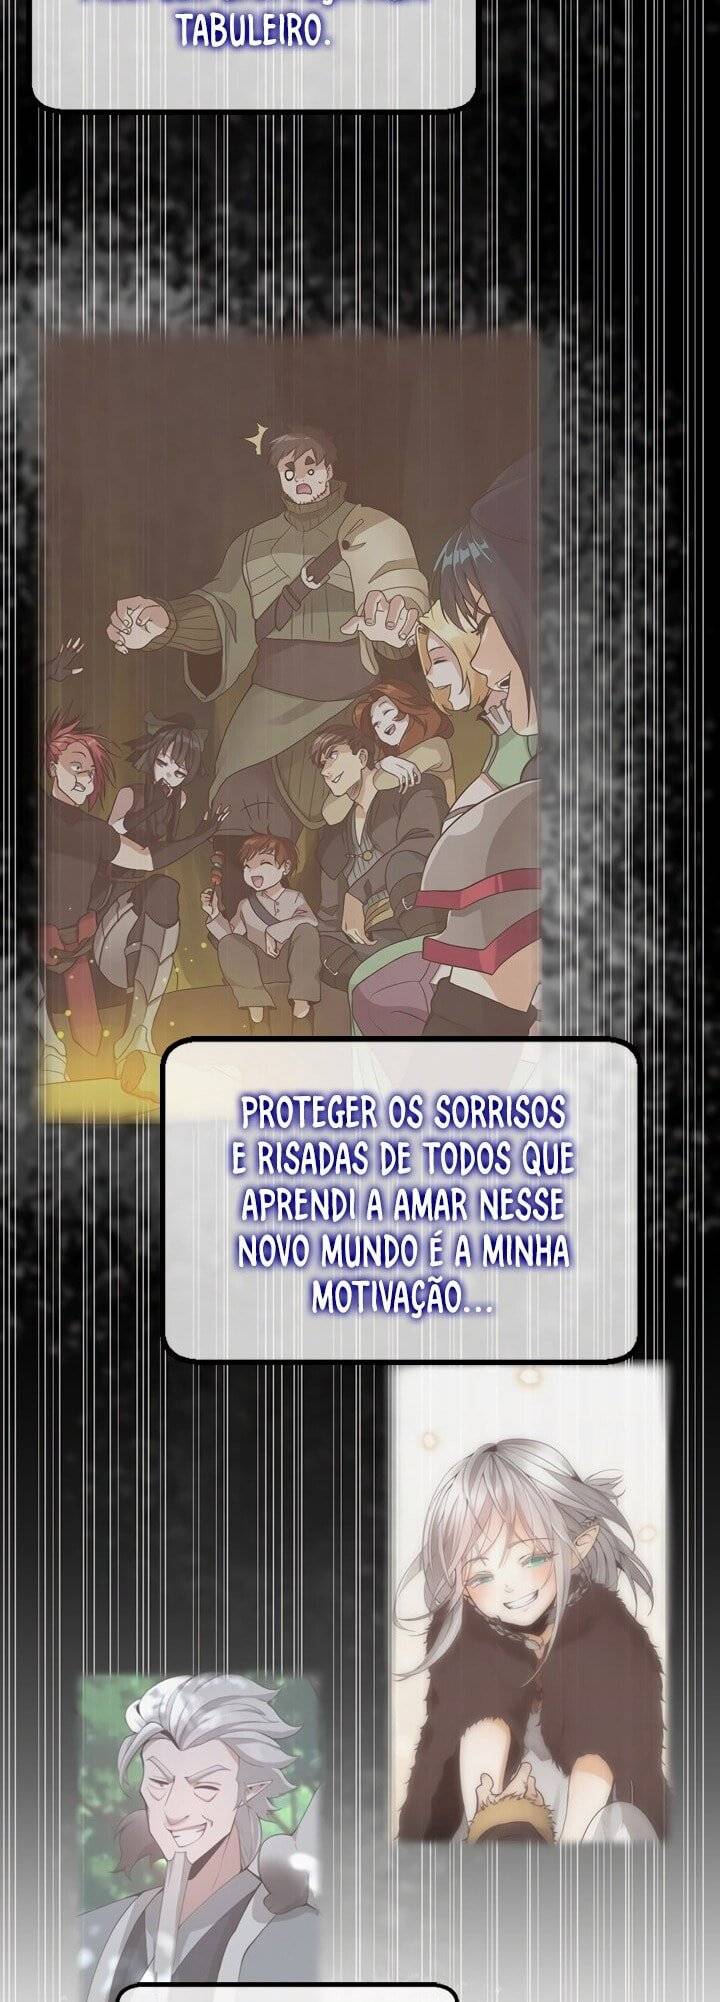 TABULEIRO.
PROTEGER OS SORRISOS
E RISADAS DE TODOS QUE
APRENDI A AMAR NESSE
NOVO MUNDO É A MINHA
MOTIVAÇÃO...